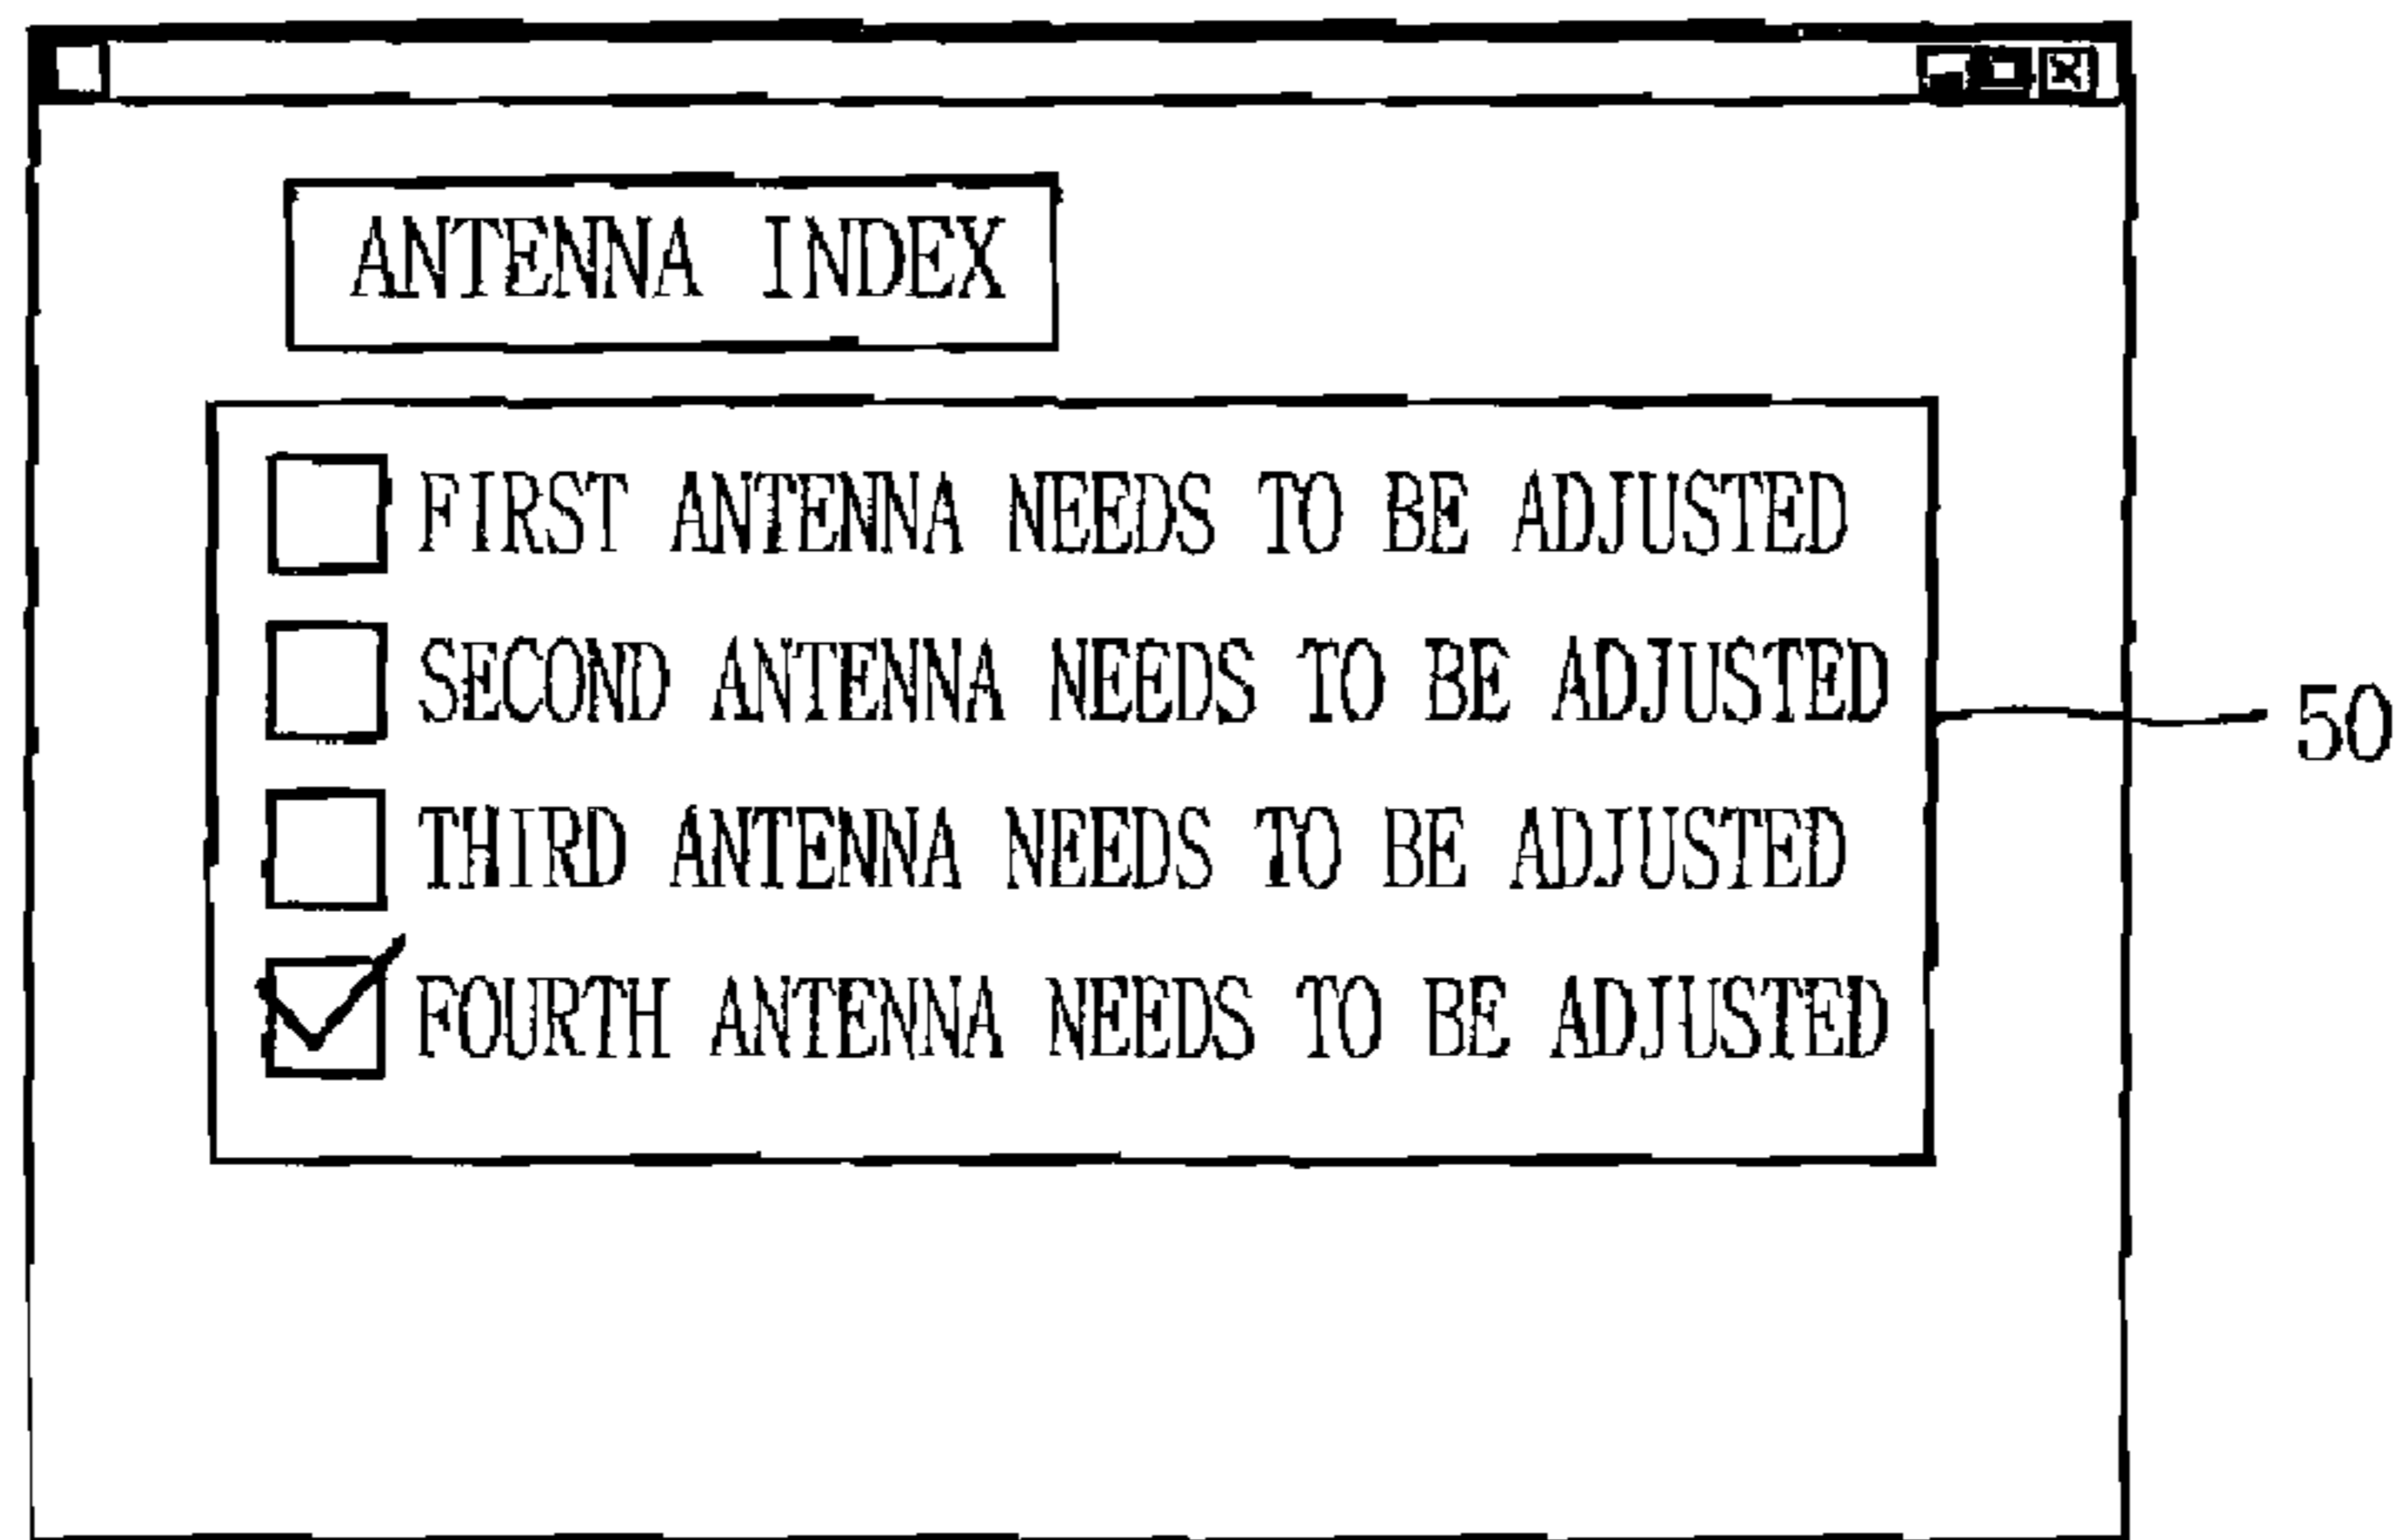 ANTENNA INDEX
FIRST ANTENNA NEEDS TO BE ADJUSTED
SECOND ANTENNA NEEDS TO BE ADJUSTED
THIRD ANTENNA NEEDS TO BE ADJUSTED
FOURTH ANTENNA NEEDS TO BE ADJUSTED
50